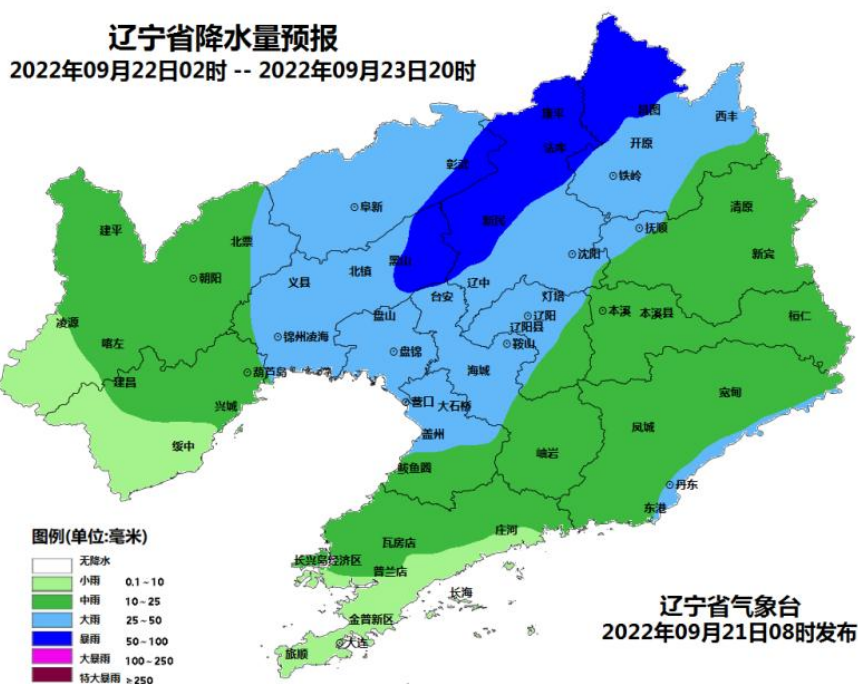 辽宁省降水量预报
2022年09月22日02时 -- 2022年09月23日20时
康平
昌图
西丰
法库
开原
彰武
铁岭
阜新
清原
新民
建平
抚顺
北票
沈阳
新宾
黑山
北镇
朝阳
义县
辽中
台安
灯塔
盘山
辽阳
本溪
本溪县
桓仁
凌源
辽阳县
锦州凌海
鞍山
喀左
盘锦
海城
葫芦岛
建昌
宽甸
营口
大石桥
兴城
凤城
盖州
绥中
岫岩
鲅鱼圈
丹东
东港
庄河
瓦房店
长兴岛经济区
普兰店
长海
金普新区
大连
旅顺
图例(单位:毫米)
无降水
小雨 0.1~10
中雨 10~25
大雨 25~50
暴雨 50~100
大暴雨 100~250
特大暴雨 ≥250
辽宁省气象台
2022年09月21日08时发布